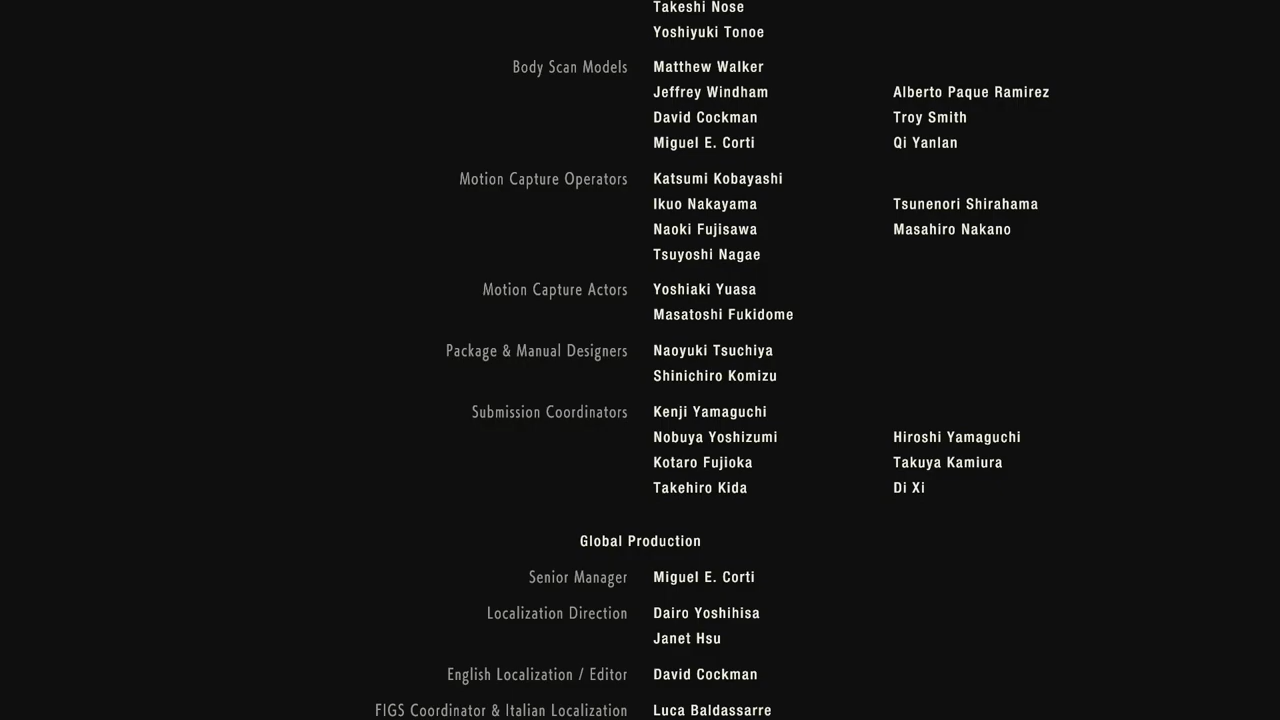 Takeshi Nose
Yoshiyuki Tonoe
Body Scan Models Matthew Walker
Jeffrey Windham Alberto Paque Ramirez
David Cockman Troy Smith
Miguel E. Corti Qi Yanlan
Motion Capture Operators Katsumi Kobayashi
Ikuo Nakayama Tsunenori Shirahama
Naoki Fujisawa Masahiro Nakano
Tsuyoshi Nagae
Motion Capture Actors Yoshiaki Yuasa
Masatoshi Fukidome
Package & Manual Designers Naoyuki Tsuchiya
Shinichiro Komizu
Submission Coordinators Kenji Yamaguchi
Nobuya Yoshizumi Hiroshi Yamaguchi
Kotaro Fujioka Takuya Kamiura
Takehiro Kida Di Xi
Global Production
Senior Manager Miguel E. Corti
Localization Direction Dairo Yoshihisa
Janet Hsu
English Localization / Editor David Cockman
FIGS Coordinator & Italian Localization Luca Baldassarre